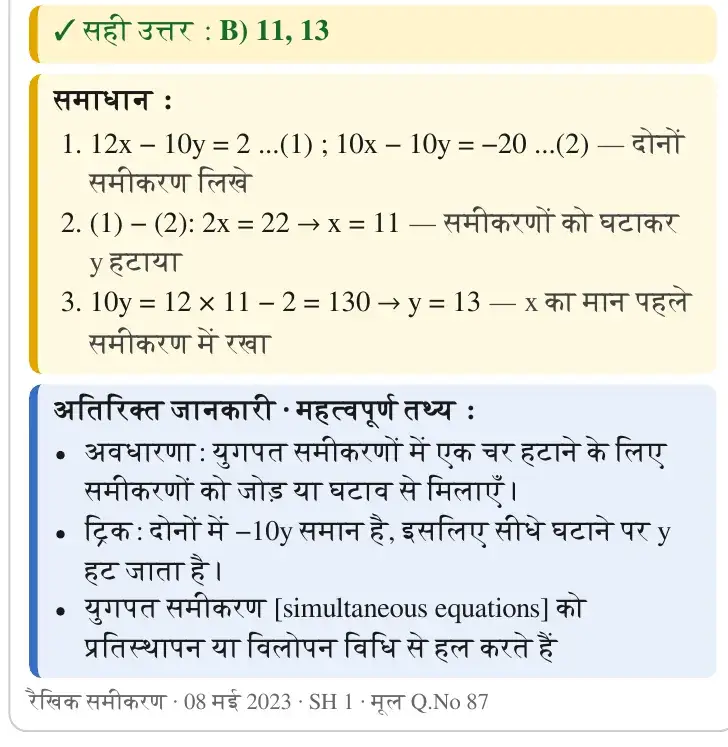 ✓ सही उत्तर : B) 11, 13
समाधान :
1. 12x − 10y = 2 ...(1) ; 10x − 10y = −20 ...(2) — दोनों
समीकरण लिखे
2. (1) − (2): 2x = 22 → x = 11 — समीकरणों को घटाकर
y हटाया
3. 10y = 12 × 11 − 2 = 130 → y = 13 — x का मान पहले
समीकरण में रखा
अतिरिक्त जानकारी · महत्वपूर्ण तथ्य :
• अवधारणा : युगपत समीकरणों में एक चर हटाने के लिए
समीकरणों को जोड़ या घटाव से मिलाएँ।
• ट्रिक : दोनों में −10y समान है, इसलिए सीधे घटाने पर y
हट जाता है।
• युगपत समीकरण [simultaneous equations] को
प्रतिस्थापन या विलोपन विधि से हल करते हैं
रैखिक समीकरण · 08 मई 2023 · SH 1 · मूल Q.No 87